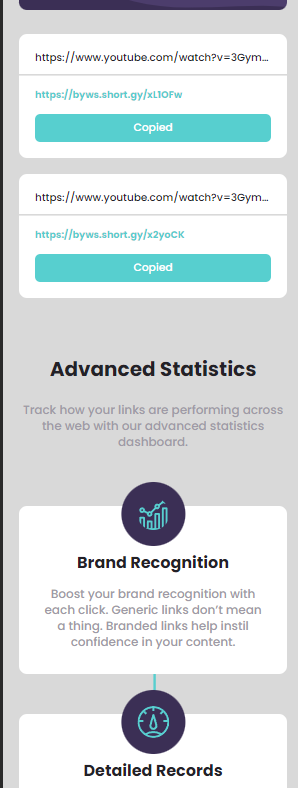 https://www.youtube.com/watch?v=3Gym...
https://byws.short.gy/xL1OFw
Copied
https://www.youtube.com/watch?v=3Gym...
https://byws.short.gy/x2yoCK
Copied
Advanced Statistics
Track how your links are performing across
the web with our advanced statistics
dashboard.
Brand Recognition
Boost your brand recognition with
each click. Generic links don’t mean
a thing. Branded links help instil
confidence in your content.
Detailed Records